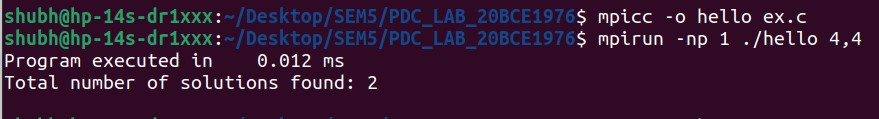 shubh@hp-14s-dr1xxx:~/Desktop/SEM5/PDC_LAB_20BCE1976$ mpicc -o hello ex.c
shubh@hp-14s-dr1xxx:~/Desktop/SEM5/PDC_LAB_20BCE1976$ mpirun -np 1 ./hello 4,4
Program executed in    0.012 ms
Total number of solutions found: 2